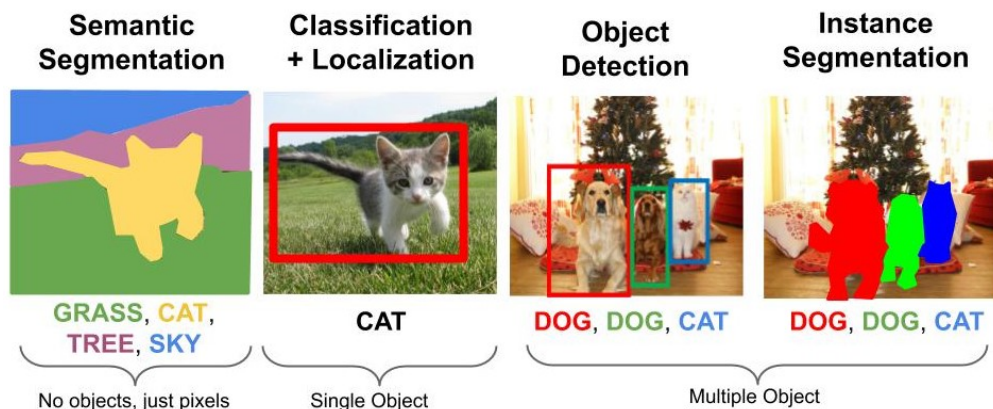 Semantic
Segmentation
Classification
+ Localization
Object
Detection
Instance
Segmentation
GRASS, CAT,
TREE, SKY
CAT
DOG, DOG, CAT
DOG, DOG, CAT
No objects, just pixels
Single Object
Multiple Object